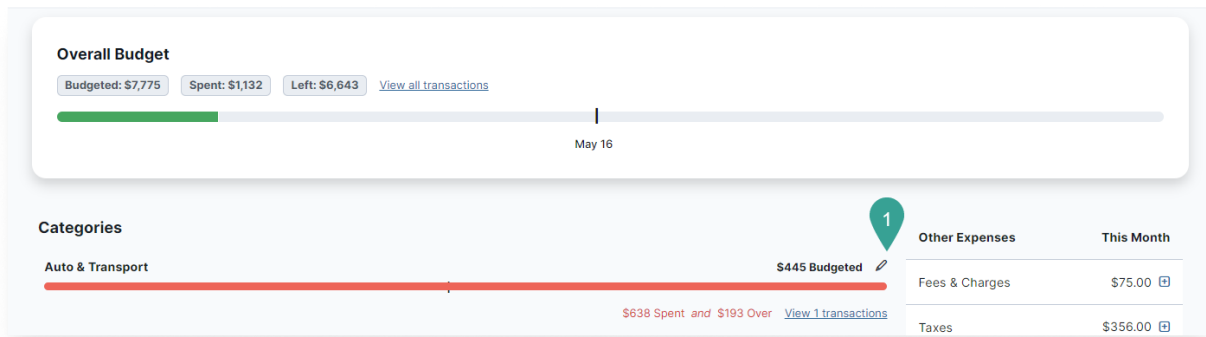 Overall Budget
Budgeted: $7,775 Spent: $1,132 Left: $6,643 View all transactions
May 16
Categories
1
Auto & Transport $445 Budgeted
$638 Spent and $193 Over View 1 transactions
Other Expenses This Month
Fees & Charges $75.00
Taxes $356.00